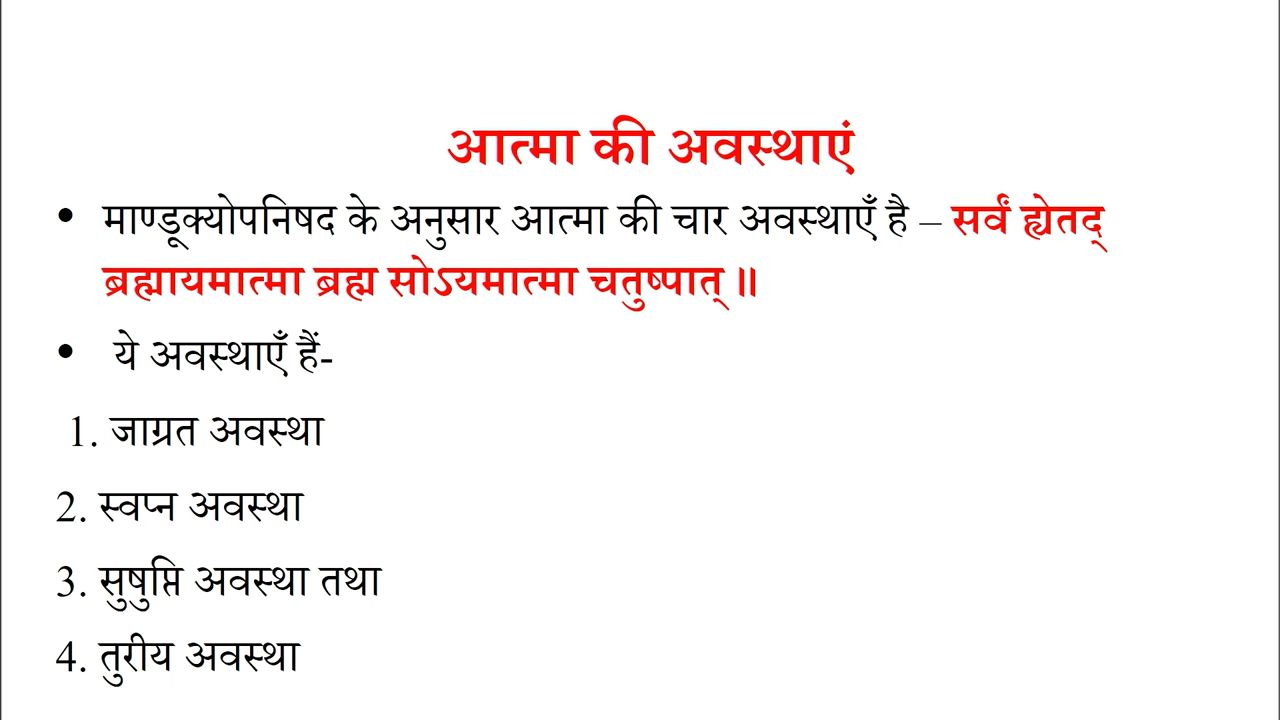 आत्मा की अवस्थाएं
• माण्डूक्योपनिषद के अनुसार आत्मा की चार अवस्थाएँ है – सर्वं ह्येतद्
ब्रह्मायमात्मा ब्रह्म सोऽयमात्मा चतुष्पात् ॥
• ये अवस्थाएँ हैं-
1. जाग्रत अवस्था
2. स्वप्न अवस्था
3. सुषुप्ति अवस्था तथा
4. तुरीय अवस्था